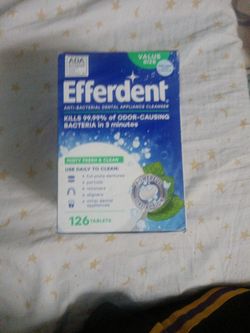 ADA
VALUE
SIZE
Efferdent
ANTI-BACTERIAL DENTAL APPLIANCE CLEANSER
KILLS 99.99% of ODOR-CAUSING
BACTERIA in 3 minutes
MINTY FRESH & CLEAN
USE DAILY TO CLEAN:
full-plate dentures
partials
retainers
aligners
other dental
appliances
126 TABLETS